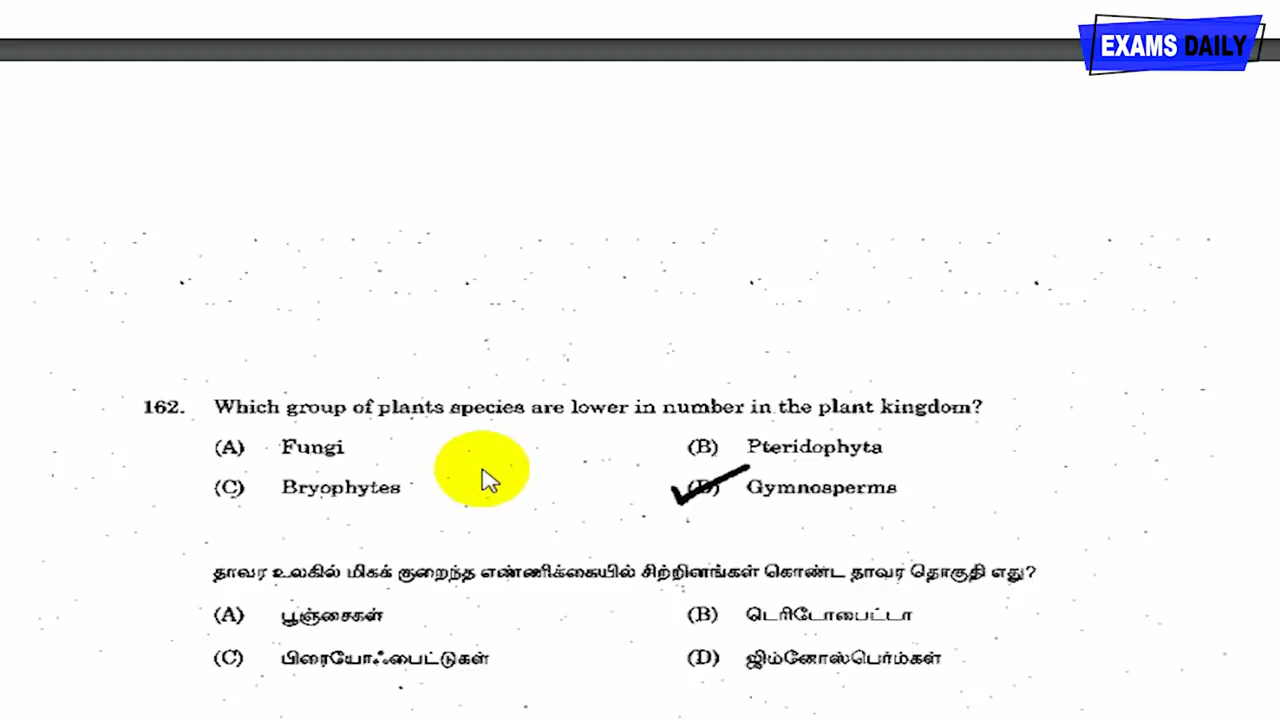 EXAMS DAILY
162. Which group of plants species are lower in number in the plant kingdom?
(A) Fungi (B) Pteridophyta
(C) Bryophytes (D) Gymnosperms
தாவர உலகில் மிகக் குறைந்த எண்ணிக்கையில் சிற்றினங்கள் கொண்ட தாவர தொகுதி எது?
(A) பூஞ்சைகள் (B) டெரிடோபைட்டா
(C) பிரையோஃபைட்டுகள் (D) ஜிம்னோஸ்பெர்ம்கள்